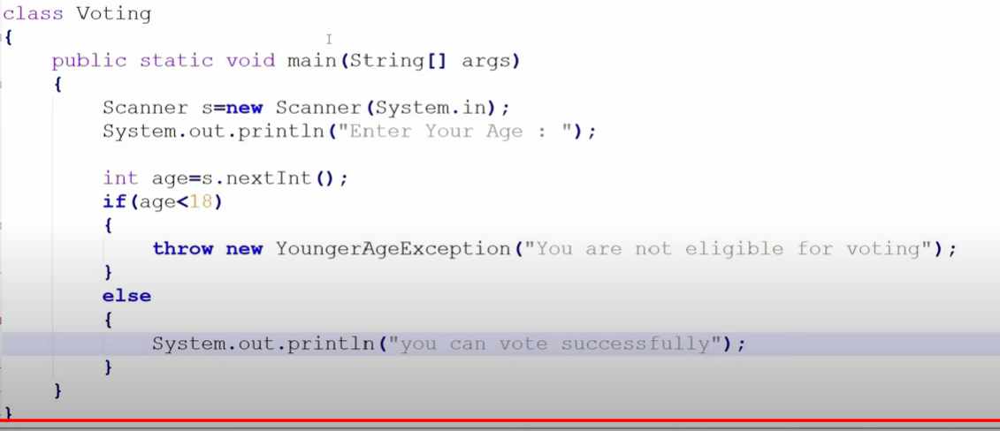 class Voting
{
public static void main(String[] args)
{
Scanner s=new Scanner(System.in);
System.out.println("Enter Your Age : ");
int age=s.nextInt();
if(age<18)
{
throw new YoungerAgeException("You are not eligible for voting");
}
else
{
System.out.println("you can vote successfully");
}
}
}